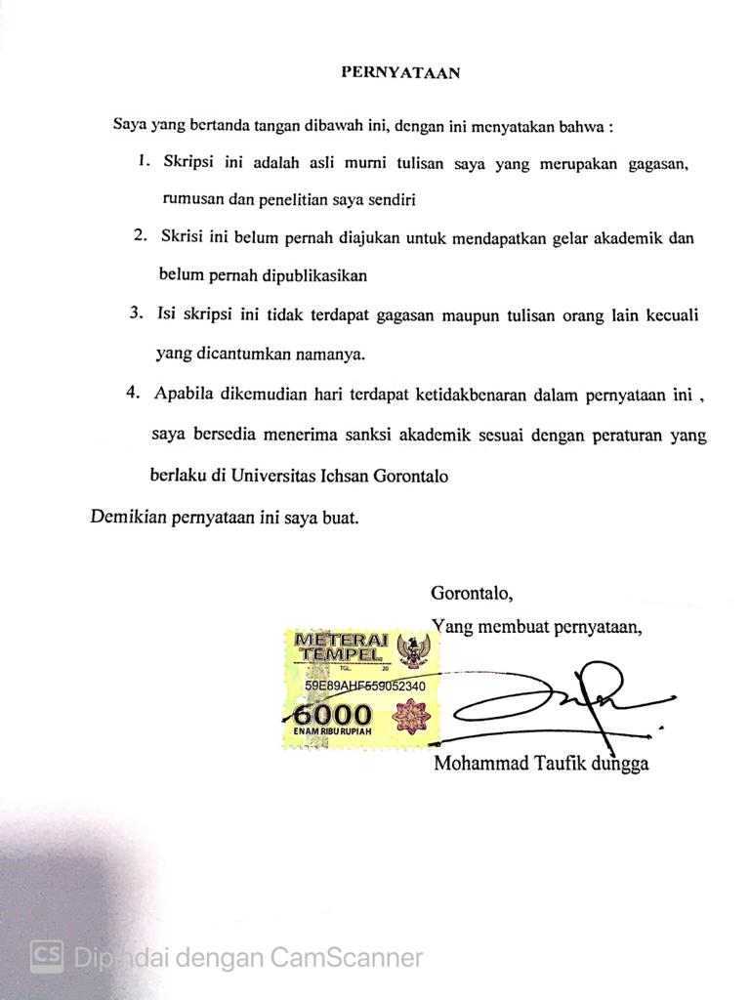 PERNYATAAN
Saya yang bertanda tangan dibawah ini, dengan ini menyatakan bahwa :
1. Skripsi ini adalah asli murni tulisan saya yang merupakan gagasan,
rumusan dan penelitian saya sendiri
2. Skrisi ini belum pernah diajukan untuk mendapatkan gelar akademik dan
belum pernah dipublikasikan
3. Isi skripsi ini tidak terdapat gagasan maupun tulisan orang lain kecuali
yang dicantumkan namanya.
4. Apabila dikemudian hari terdapat ketidakbenaran dalam pernyataan ini ,
saya bersedia menerima sanksi akademik sesuai dengan peraturan yang
berlaku di Universitas Ichsan Gorontalo
Demikian pernyataan ini saya buat.
Gorontalo,
Yang membuat pernyataan,
METERAI
TEMPEL
TGL. 20
59E89AHF559052340
6000
ENAM RIBU RUPIAH
Mohammad Taufik dungga
CS Dipindai dengan CamScanner